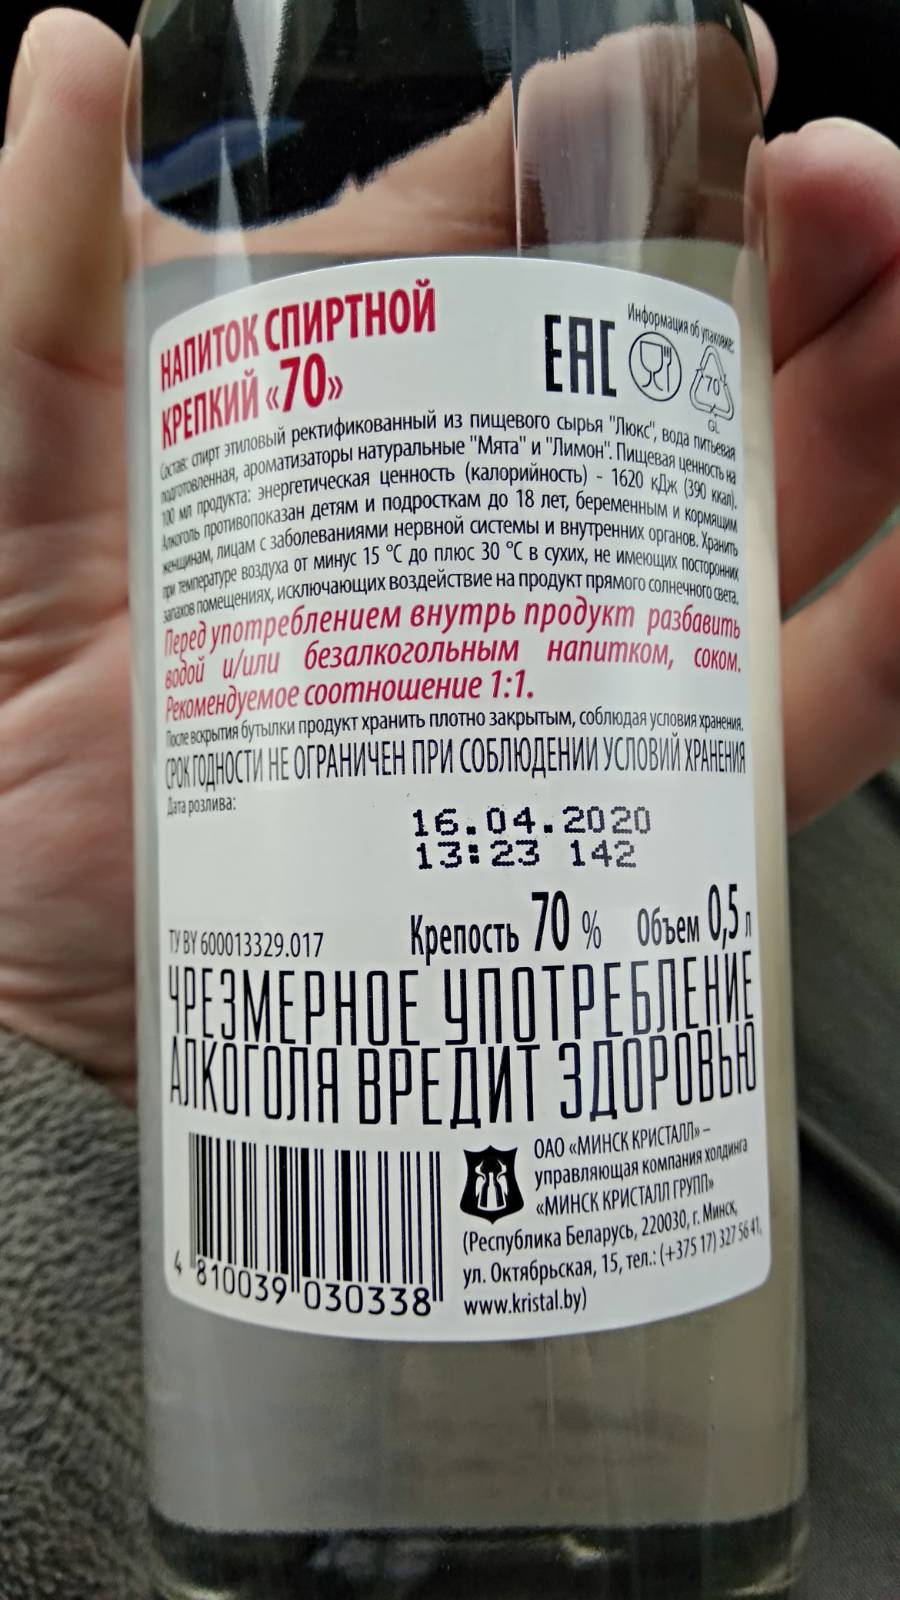 НАПИТОК СПИРТНОЙ
КРЕПКИЙ «70»
EAC
Информация об упаковке:
70
GL
Состав: спирт этиловый ректификованный из пищевого сырья "Люкс", вода питьевая
подготовленная, ароматизаторы натуральные "Мята" и "Лимон". Пищевая ценность на
100 мл продукта: энергетическая ценность (калорийность) - 1620 кДж (390 ккал).
Алкоголь противопоказан детям и подросткам до 18 лет, беременным и кормящим
женщинам, лицам с заболеваниями нервной системы и внутренних органов. Хранить
при температуре воздуха от минус 15 °С до плюс 30 °С в сухих, не имеющих посторонних
запахов помещениях, исключающих воздействие на продукт прямого солнечного света.
Перед употреблением внутрь продукт разбавить
водой и/или безалкогольным напитком, соком.
Рекомендуемое соотношение 1:1.
После вскрытия бутылки продукт хранить плотно закрытым, соблюдая условия хранения.
СРОК ГОДНОСТИ НЕ ОГРАНИЧЕН ПРИ СОБЛЮДЕНИИ УСЛОВИЙ ХРАНЕНИЯ
Дата розлива:
16.04.2020
13:23 142
ТУ BY 600013329.017
Крепость 70 % Объем 0,5 л
ЧРЕЗМЕРНОЕ УПОТРЕБЛЕНИЕ
АЛКОГОЛЯ ВРЕДИТ ЗДОРОВЬЮ
4 810039 030338
ОАО «МИНСК КРИСТАЛЛ» –
управляющая компания холдинга
«МИНСК КРИСТАЛЛ ГРУПП»
(Республика Беларусь, 220030, г. Минск,
ул. Октябрьская, 15, тел.: (+375 17) 327 56 41,
www.kristal.by)